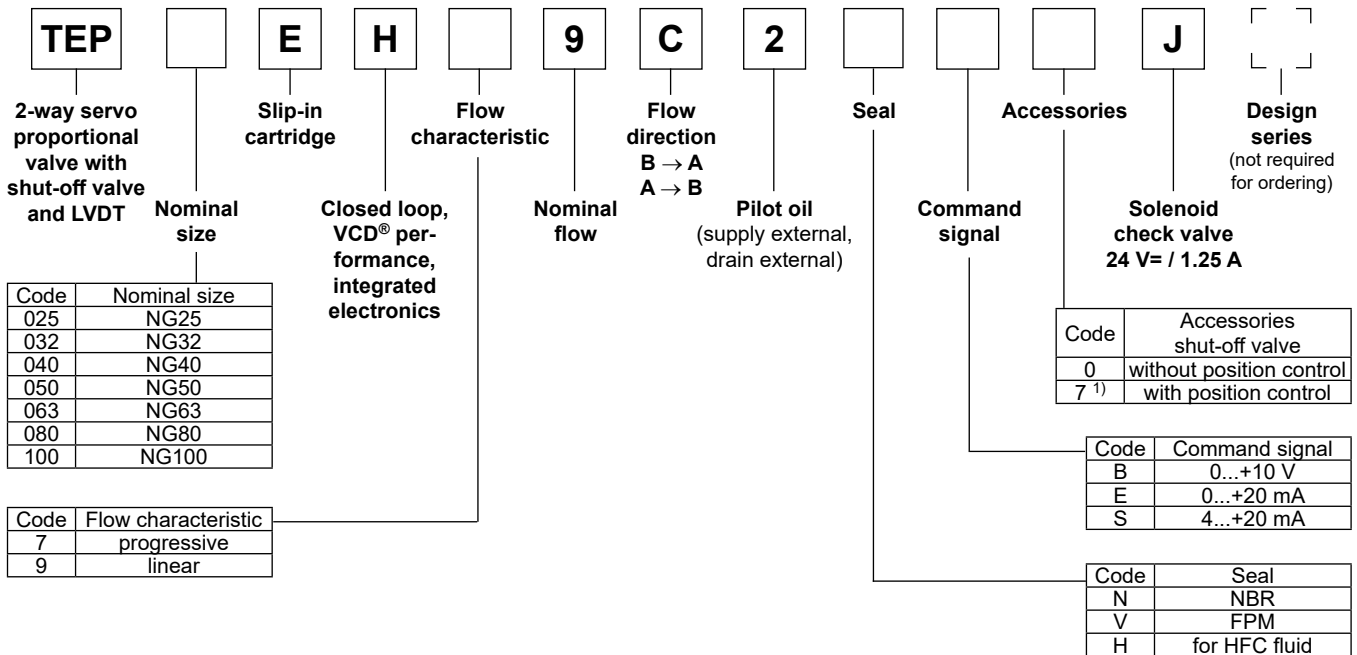 TEP E H 9 C 2 J
2-way servo
proportional
valve with
shut-off valve
and LVDT
Nominal
size
Slip-in
cartridge
Closed loop,
VCD® per-
formance,
integrated
electronics
Flow
characteristic
Nominal
flow
Flow
direction
B → A
A → B
Pilot oil
(supply external,
drain external)
Seal
Command
signal
Accessories
Solenoid
check valve
24 V= / 1.25 A
Design
series
(not required
for ordering)
Code Nominal size
025 NG25
032 NG32
040 NG40
050 NG50
063 NG63
080 NG80
100 NG100
Code Flow characteristic
7 progressive
9 linear
Code Accessories
shut-off valve
0 without position control
7 1) with position control
Code Command signal
B 0...+10 V
E 0...+20 mA
S 4...+20 mA
Code Seal
N NBR
V FPM
H for HFC fluid